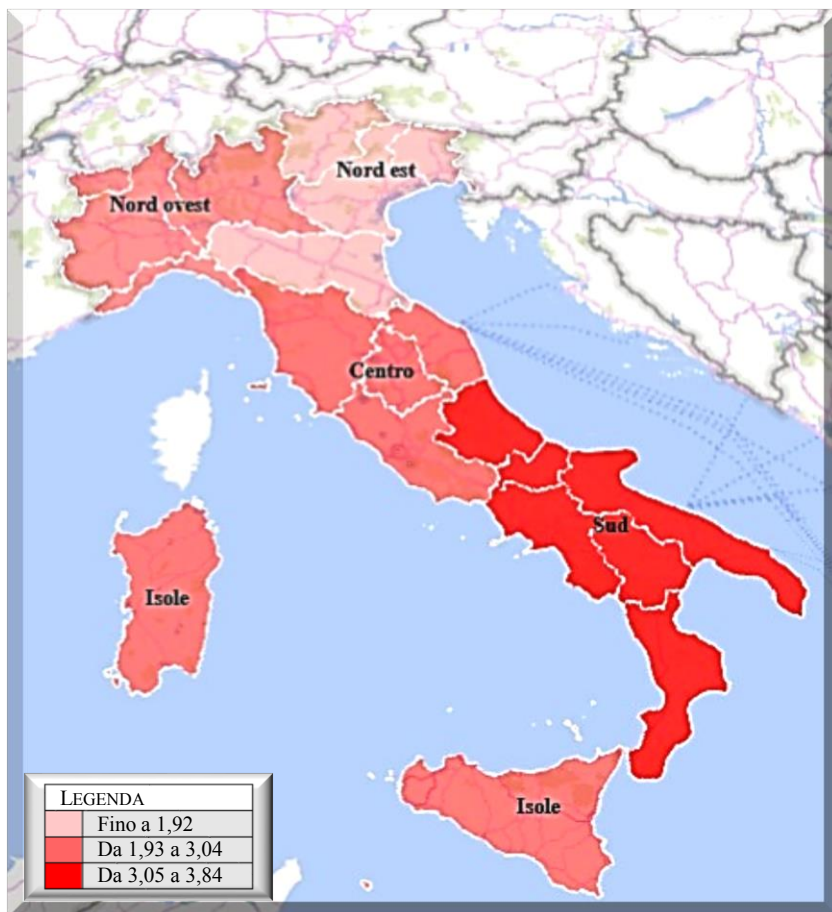 Nord est
Nord ovest
Centro
Sud
Isole
Isole
LEGENDA
Fino a 1,92
Da 1,93 a 3,04
Da 3,05 a 3,84